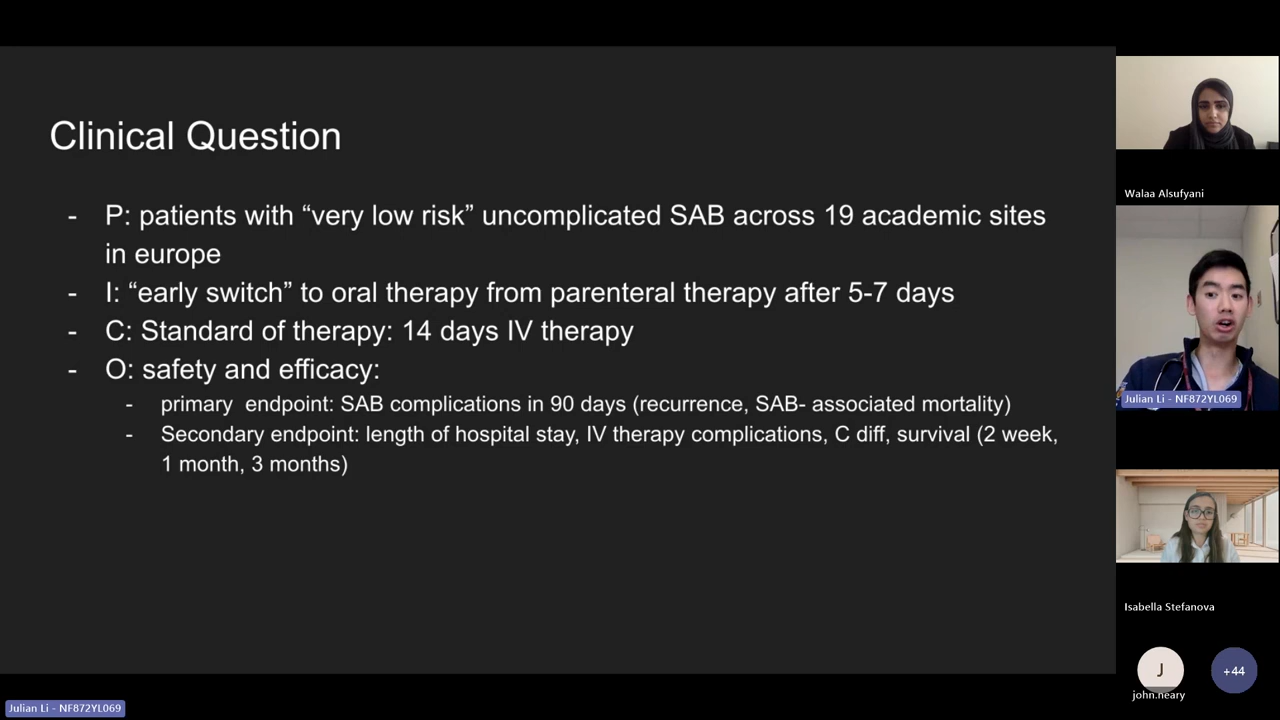 Clinical Question
- P: patients with “very low risk” uncomplicated SAB across 19 academic sites
in europe
- I: “early switch” to oral therapy from parenteral therapy after 5-7 days
- C: Standard of therapy: 14 days IV therapy
- O: safety and efficacy:
- primary  endpoint: SAB complications in 90 days (recurrence, SAB- associated mortality)
- Secondary endpoint: length of hospital stay, IV therapy complications, C diff, survival (2 week,
1 month, 3 months)
Walaa Alsufyani
Julian Li - NF872YL069
Isabella Stefanova
J
john.neary
+44
Julian Li - NF872YL069